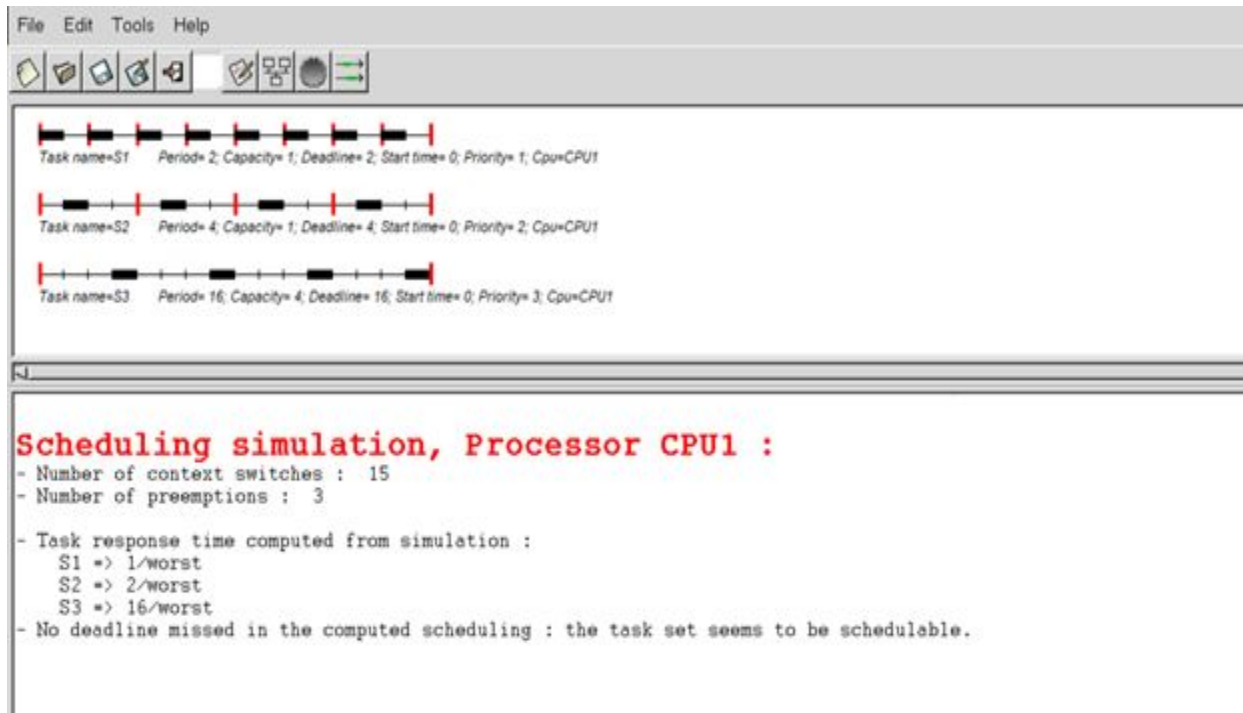 File Edit Tools Help
Task name=S1 Period= 2; Capacity= 1; Deadline= 2; Start time= 0; Priority= 1; Cpu=CPU1
Task name=S2 Period= 4; Capacity= 1; Deadline= 4; Start time= 0; Priority= 2; Cpu=CPU1
Task name=S3 Period= 16; Capacity= 4; Deadline= 16; Start time= 0; Priority= 3; Cpu=CPU1
Scheduling simulation, Processor CPU1 :
- Number of context switches : 15
- Number of preemptions : 3
- Task response time computed from simulation :
S1 => 1/worst
S2 => 2/worst
S3 => 16/worst
- No deadline missed in the computed scheduling : the task set seems to be schedulable.